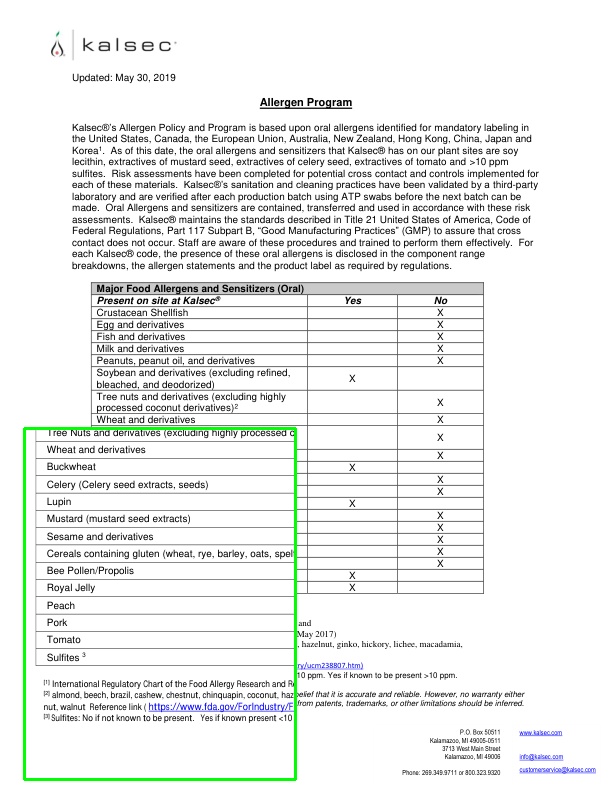 kalsec®
Updated: May 30, 2019
Allergen Program
Kalsec®'s Allergen Policy and Program is based upon oral allergens identified for mandatory labeling in
the United States, Canada, the European Union, Australia, New Zealand, Hong Kong, China, Japan and
Korea¹. As of this date, the oral allergens and sensitizers that Kalsec® has on our plant sites are soy
lecithin, extractives of mustard seed, extractives of celery seed, extractives of tomato and >10 ppm
sulfites. Risk assessments have been completed for potential cross contact and controls implemented for
each of these materials. Kalsec®'s sanitation and cleaning practices have been validated by a third-party
laboratory and are verified after each production batch using ATP swabs before the next batch can be
made. Oral Allergens and sensitizers are contained, transferred and used in accordance with these risk
assessments. Kalsec® maintains the standards described in Title 21 United States of America, Code of
Federal Regulations, Part 117 Subpart B, “Good Manufacturing Practices” (GMP) to assure that cross
contact does not occur. Staff are aware of these procedures and trained to perform them effectively. For
each Kalsec® code, the presence of these oral allergens is disclosed in the component range
breakdowns, the allergen statements and the product label as required by regulations.
Major Food Allergens and Sensitizers (Oral)
Present on site at Kalsec® Yes No
Crustacean Shellfish X
Egg and derivatives X
Fish and derivatives X
Milk and derivatives X
Peanuts, peanut oil, and derivatives X
Soybean and derivatives (excluding refined,
bleached, and deodorized) X
Tree nuts and derivatives (excluding highly
processed coconut derivatives)² X
Wheat and derivatives X
Tree Nuts and derivatives (excluding highly processed c X
Wheat and derivatives X
Buckwheat X
Celery (Celery seed extracts, seeds) X
X
Lupin X
Mustard (mustard seed extracts) X
X
Sesame and derivatives X
Cereals containing gluten (wheat, rye, barley, oats, spel X
X
Bee Pollen/Propolis X
Royal Jelly X
Peach
Pork
Tomato
Sulfites ³
and
May 2017)
, hazelnut, ginko, hickory, lichee, macadamia,
ry/ucm238807.htm)
10 ppm. Yes if known present >10 ppm.
[1] International Regulatory Chart of the Food Allergy Research and Re
[2] almond, beech, brazil, cashew, chestnut, chinquapin, coconut, haz
nut, walnut Reference link ( https://www.fda.gov/ForIndustry/F
[3] Sulfites: No if not known to be present. Yes if known present <10
belief that it is accurate and reliable. However, no warranty either
from patents, trademarks, or other limitations should be inferred.
P.O. Box 50511 www.kalsec.com
Kalamazoo, MI 49005-0511
3713 West Main Street
Kalamazoo, MI 49006 info@kalsec.com
Phone: 269.349.9711 or 800.323.9320 customerservice@kalsec.com